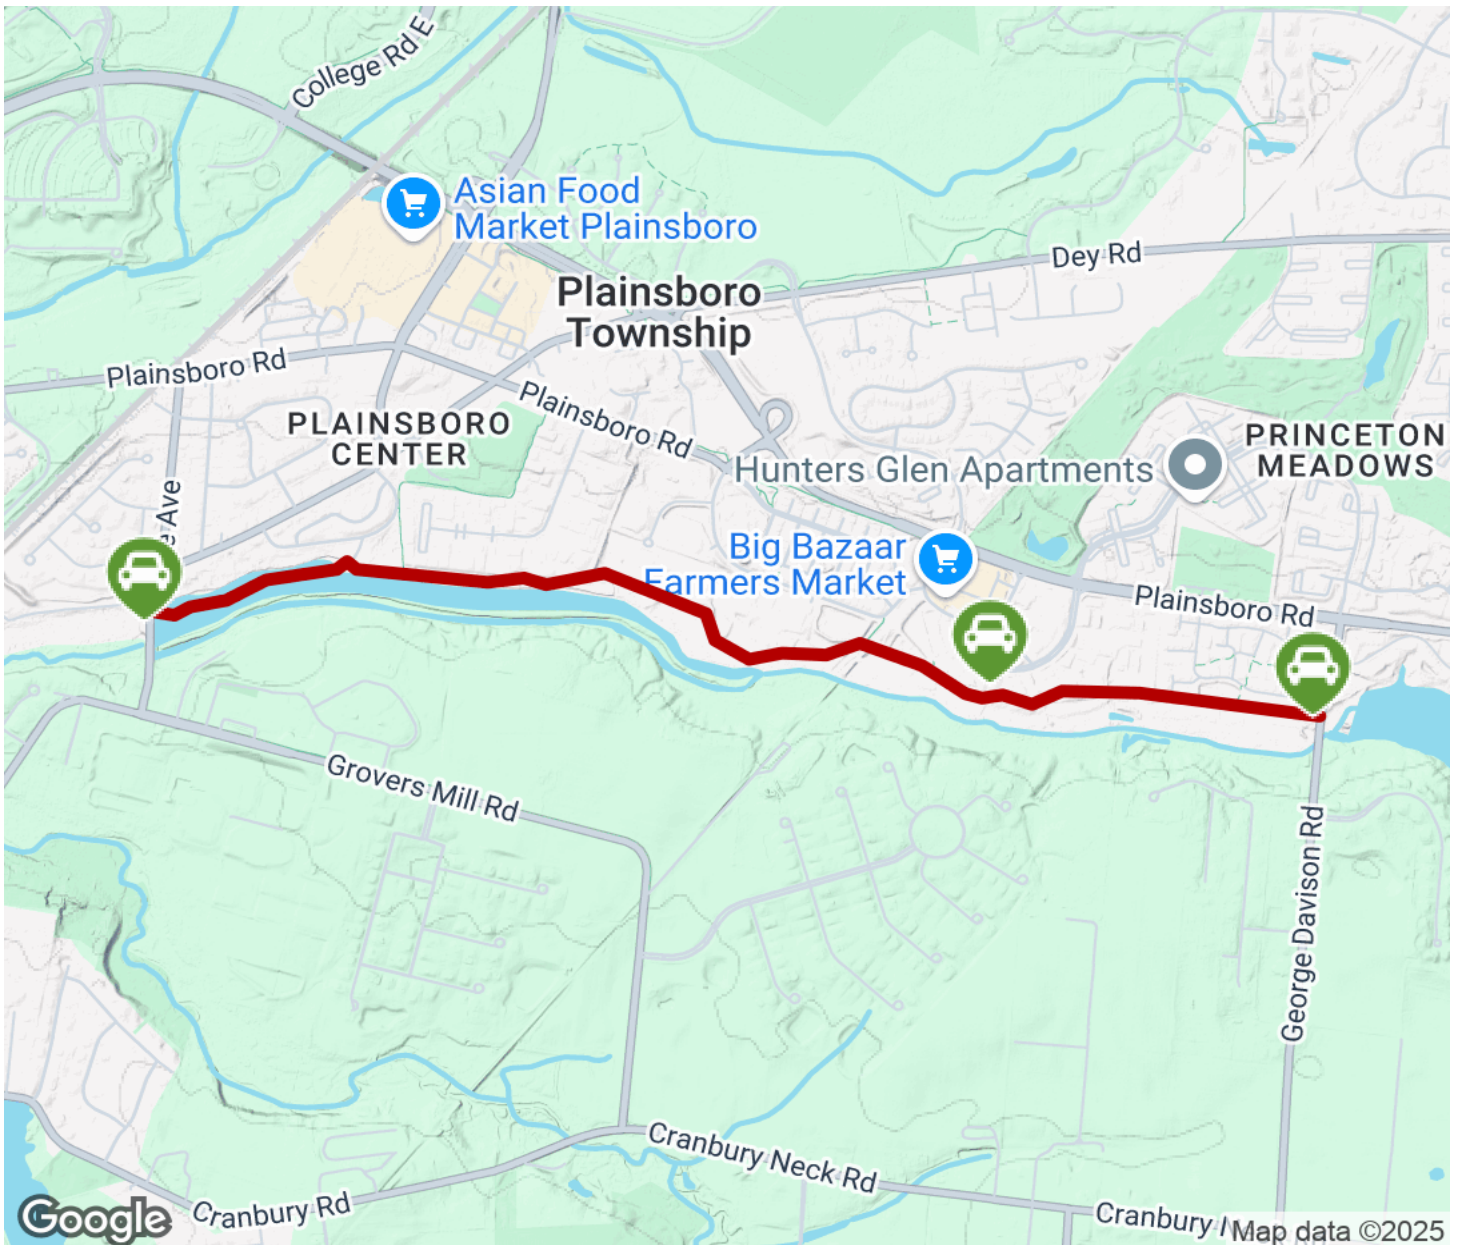 College Rd E
Asian Food
Market Plainsboro
Dey Rd
Plainsboro
Township
Plainsboro Rd
Plainsboro Rd
PLAINSBORO
CENTER
PRINCETON
MEADOWS
Hunters Glen Apartments
e Ave
Big Bazaar
Farmers Market
Plainsboro Rd
Grovers Mill Rd
George Davison Rd
Cranbury Neck Rd
Cranbury Rd
Cranbury N
Google
Map data ©2025